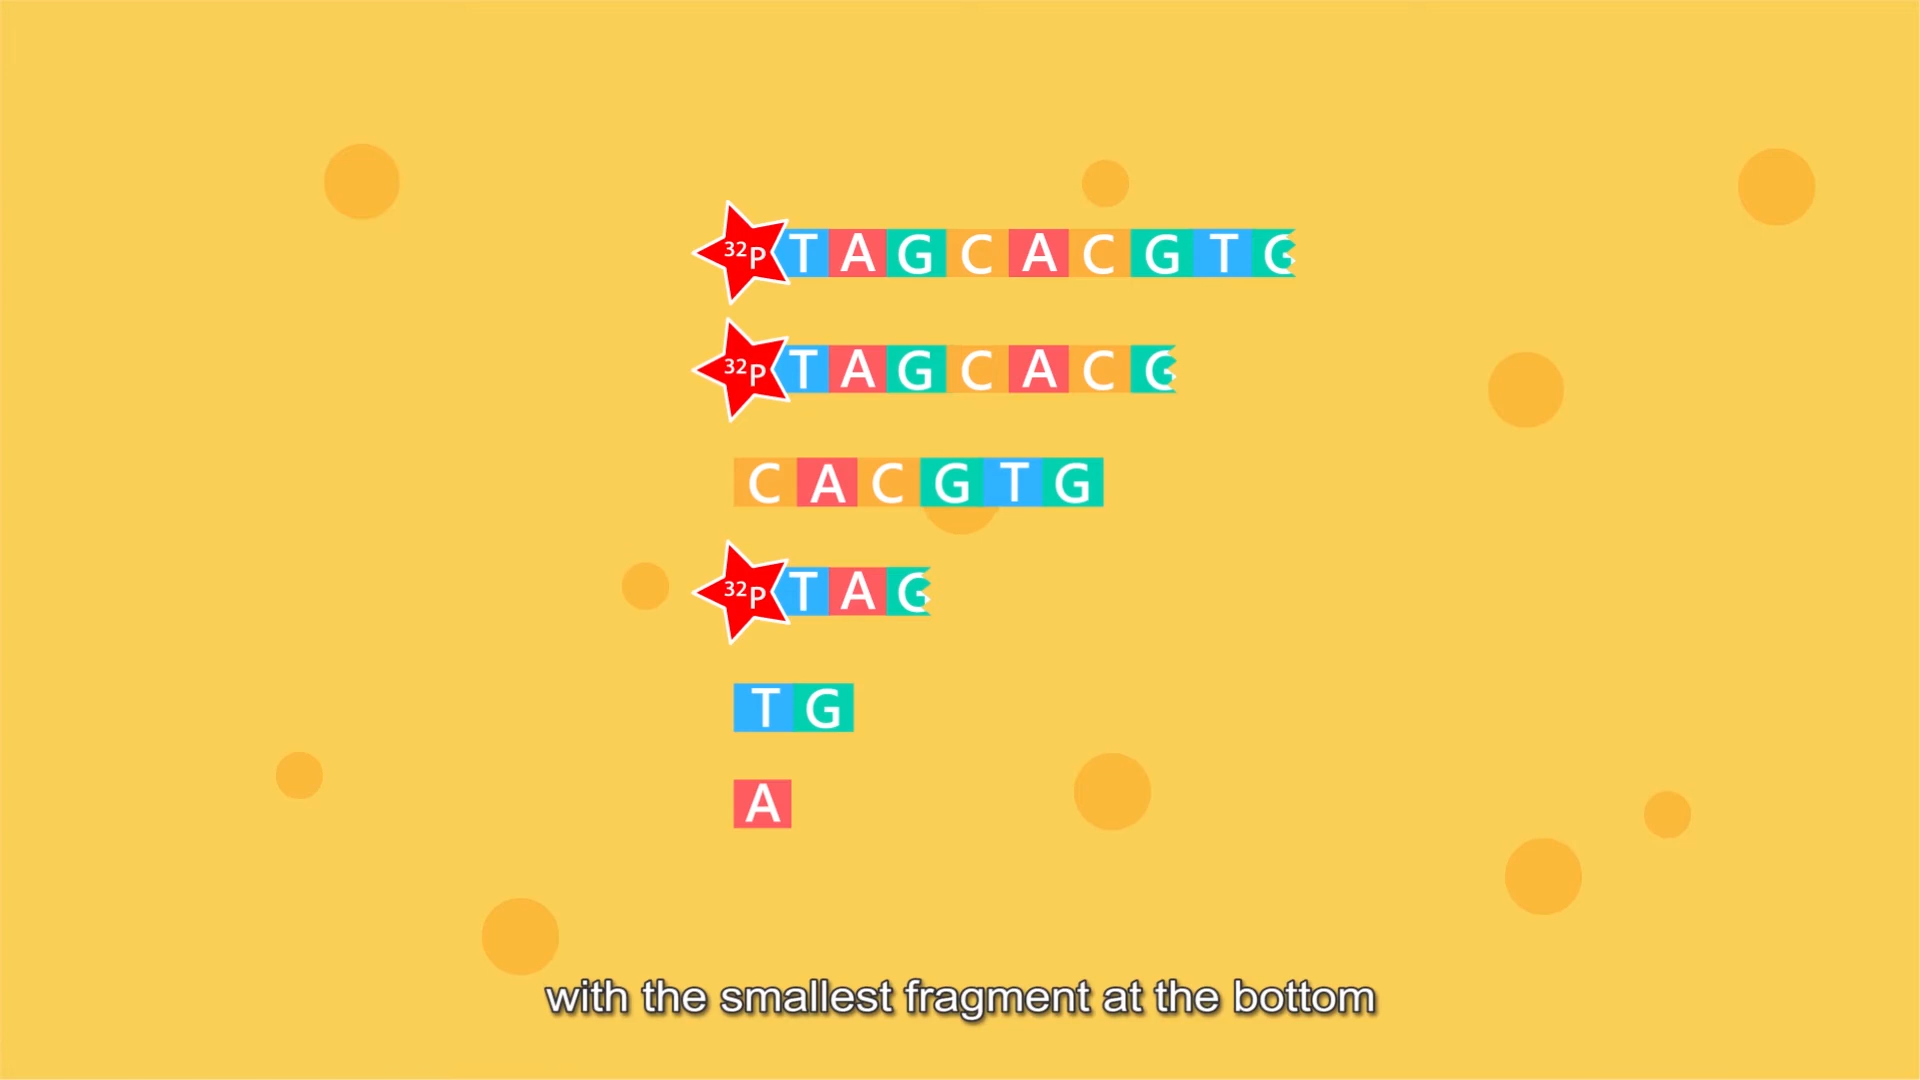 32P T A G C A C G T G
32P T A G C A C G
C A C G T G
32P T A G
T G
A
with the smallest fragment at the bottom